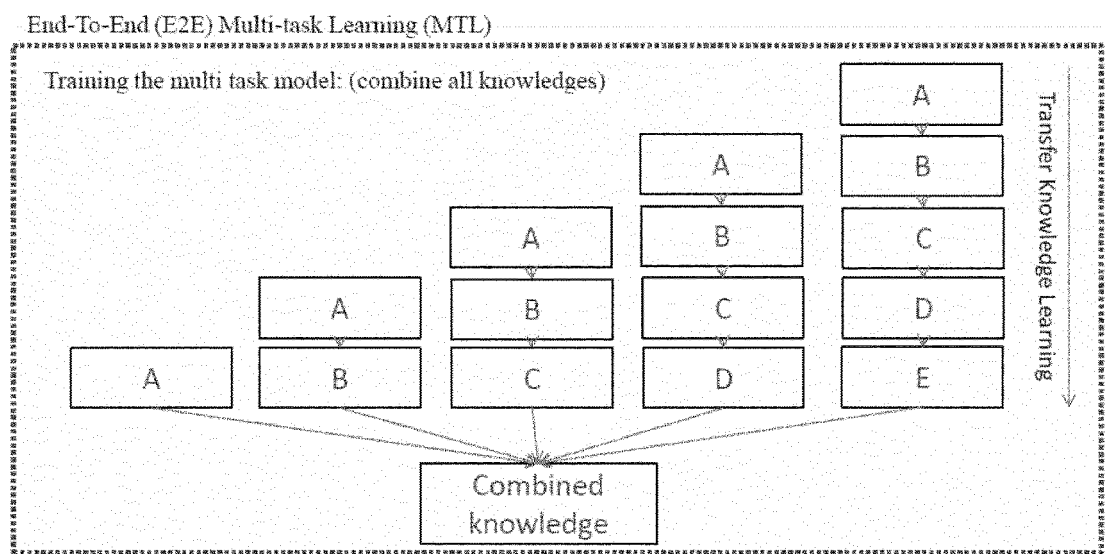 End-To-End (E2E) Multi-task Learning (MTL)
Training the multi task model: (combine all knowledges)
A
A
B
A
B
C
A
B
C
D
A
B
C
D
E
Transfer Knowledge Learning
Combined
knowledge